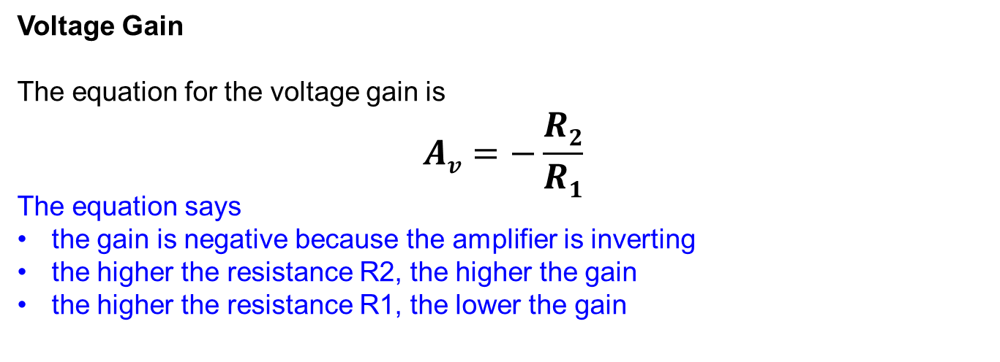 Voltage Gain
The equation for the voltage gain is
A_v = − R_2 / R_1
The equation says
• the gain is negative because the amplifier is inverting
• the higher the resistance R2, the higher the gain
• the higher the resistance R1, the lower the gain